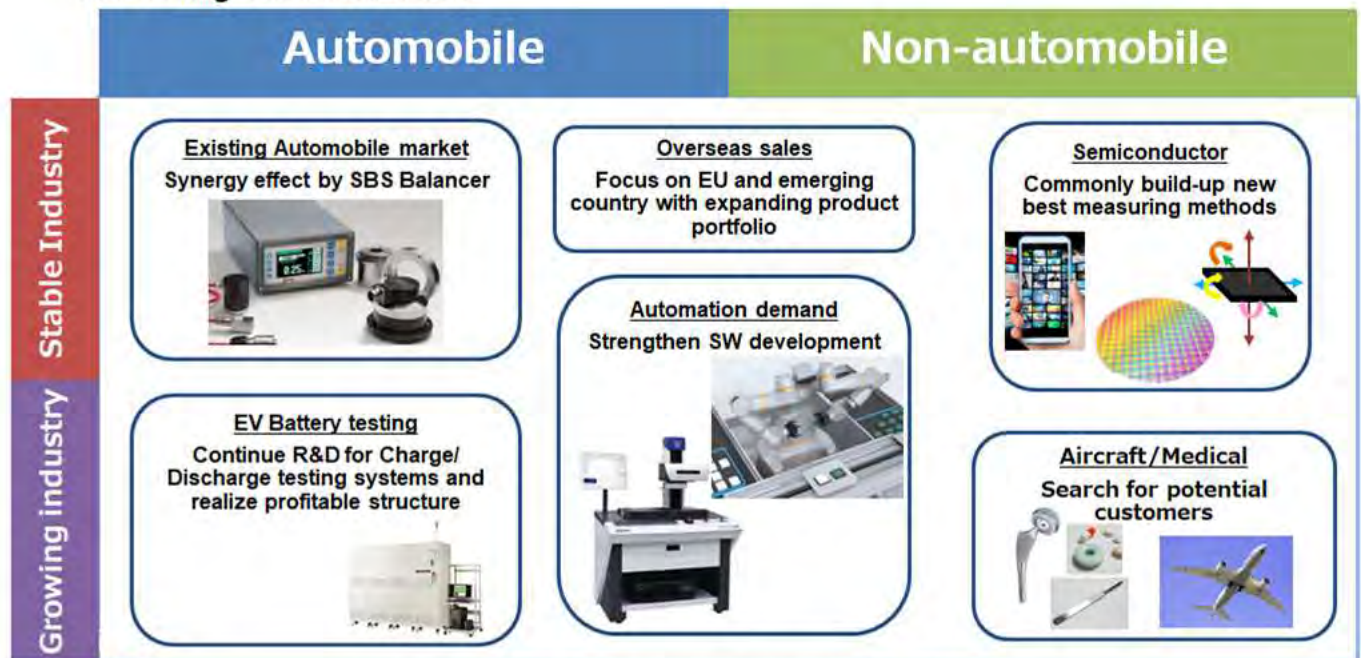 Automobile
Non-automobile
Stable Industry
Growing industry
Existing Automobile market
Synergy effect by SBS Balancer
Overseas sales
Focus on EU and emerging
country with expanding product
portfolio
Semiconductor
Commonly build-up new
best measuring methods
Automation demand
Strengthen SW development
EV Battery testing
Continue R&D for Charge/
Discharge testing systems and
realize profitable structure
Aircraft/Medical
Search for potential
customers